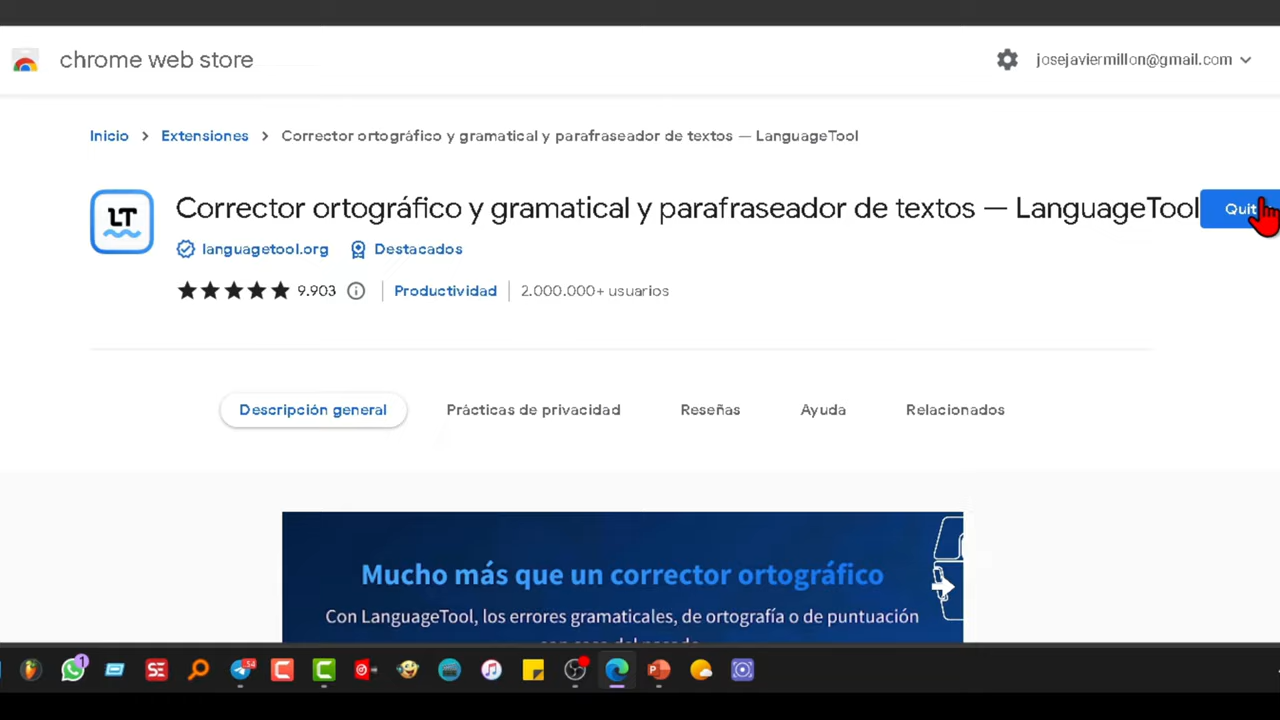 chrome web store
josejaviermillon@gmail.com
Inicio > Extensiones > Corrector ortográfico y gramatical y parafraseador de textos — LanguageTool
LT
Corrector ortográfico y gramatical y parafraseador de textos — LanguageTool
Quit
languagetool.org
Destacados
9.903
Productividad
2.000.000+ usuarios
Descripción general
Prácticas de privacidad
Reseñas
Ayuda
Relacionados
Mucho más que un corrector ortográfico
Con LanguageTool, los errores gramaticales, de ortografía o de puntuación
1
SE
54
C
C
P